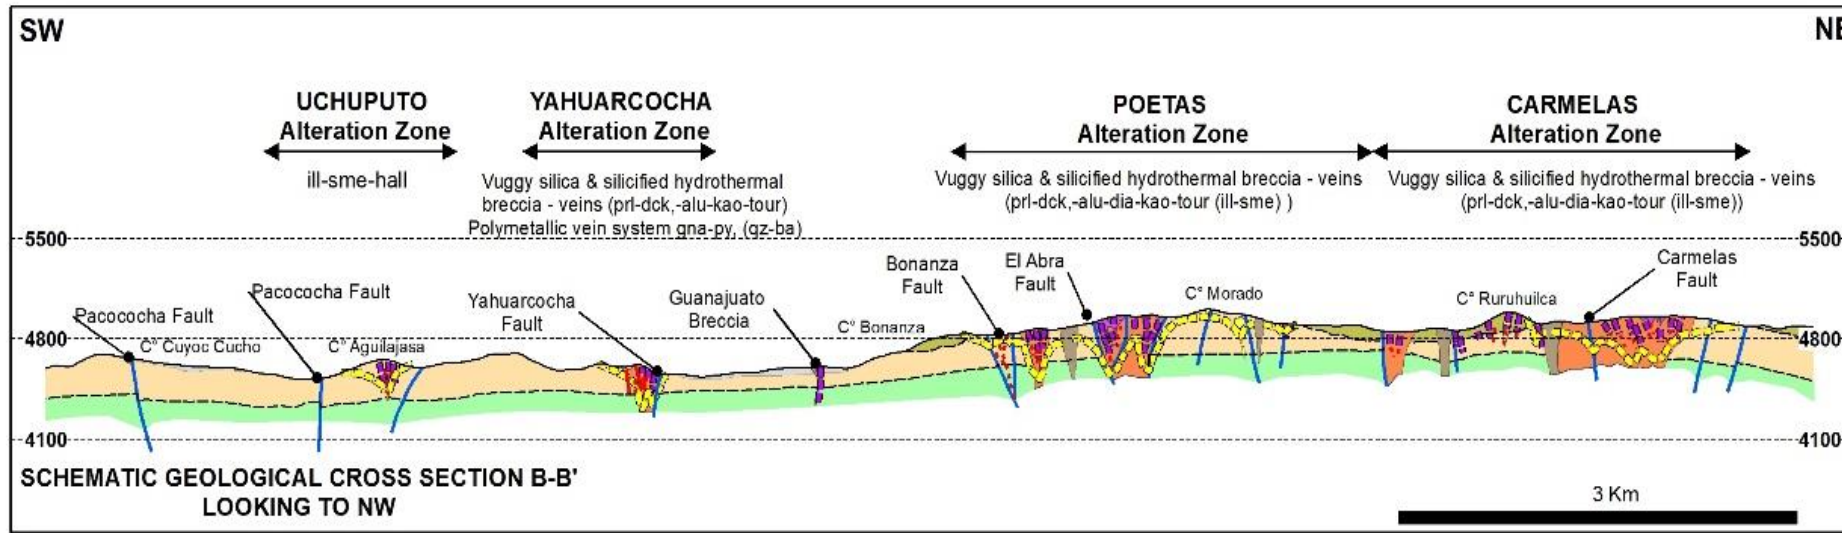 SW
NE
UCHUPUTO
Alteration Zone
ill-sme-hall
YAHUARCOCHA
Alteration Zone
Vuggy silica & silicified hydrothermal
breccia - veins (prl-dck,-alu-kao-tour)
Polymetallic vein system gna-py, (qz-ba)
POETAS
Alteration Zone
Vuggy silica & silicified hydrothermal breccia - veins
(prl-dck,-alu-dia-kao-tour (ill-sme) )
CARMELAS
Alteration Zone
Vuggy silica & silicified hydrothermal breccia - veins
(prl-dck,-alu-dia-kao-tour (ill-sme))
5500
5500
Pacococha Fault
C° Cuyoc Cucho
Pacococha Fault
C° Aguilajasa
Yahuarcocha
Fault
Guanajuato
Breccia
C° Bonanza
Bonanza
Fault
El Abra
Fault
C° Morado
C° Ruruhuilca
Carmelas
Fault
4800
4800
4100
4100
SCHEMATIC GEOLOGICAL CROSS SECTION B-B'
LOOKING TO NW
3 Km